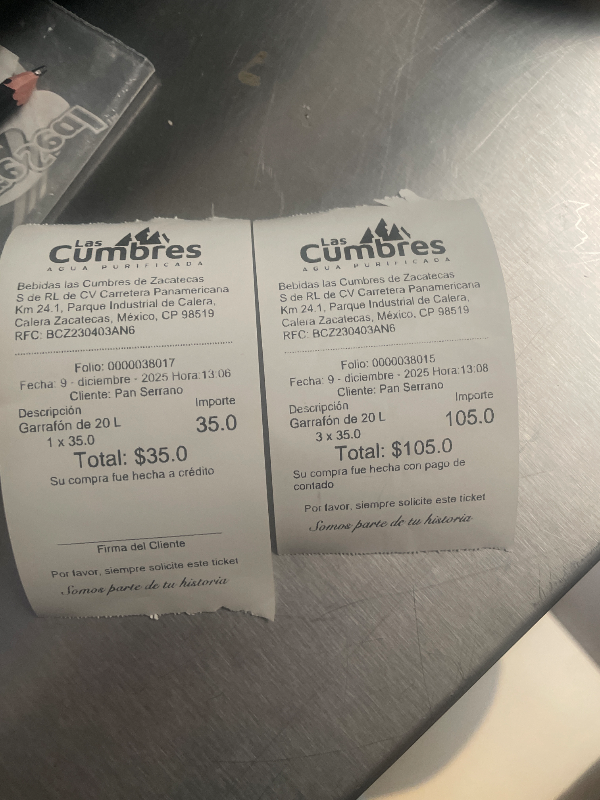 Las
Cumbres
AGUA PURIFICADA
Bebidas las Cumbres de Zacatecas
S de RL de CV Carretera Panamericana
Km 24.1, Parque Industrial de Calera,
Calera Zacatecas, México, CP 98519
RFC: BCZ230403AN6
Folio: 0000038017
Fecha: 9 - diciembre - 2025 Hora:13:06
Cliente: Pan Serrano
Descripción Importe
Garrafón de 20 L 35.0
1 x 35.0
Total: $35.0
Su compra fue hecha a crédito
Firma del Cliente
Por favor, siempre solicite este ticket
Somos parte de tu historia
Las
Cumbres
AGUA PURIFICADA
Bebidas las Cumbres de Zacatecas
S de RL de CV Carretera Panamericana
Km 24.1, Parque Industrial de Calera,
Calera Zacatecas, México, CP 98519
RFC: BCZ230403AN6
Folio: 0000038015
Fecha: 9 - diciembre - 2025 Hora:13:08
Cliente: Pan Serrano
Descripción Importe
Garrafón de 20 L 105.0
3 x 35.0
Total: $105.0
Su compra fue hecha con pago de
contado
Por favor, siempre solicite este ticket
Somos parte de tu historia